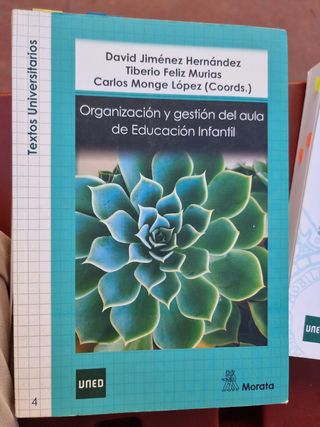 David Jiménez Hernández
Tiberio Feliz Murias
Carlos Monge López (Coords.)
Organización y gestión del aula
de Educación Infantil
Textos Universitarios
4
UNED
Morata